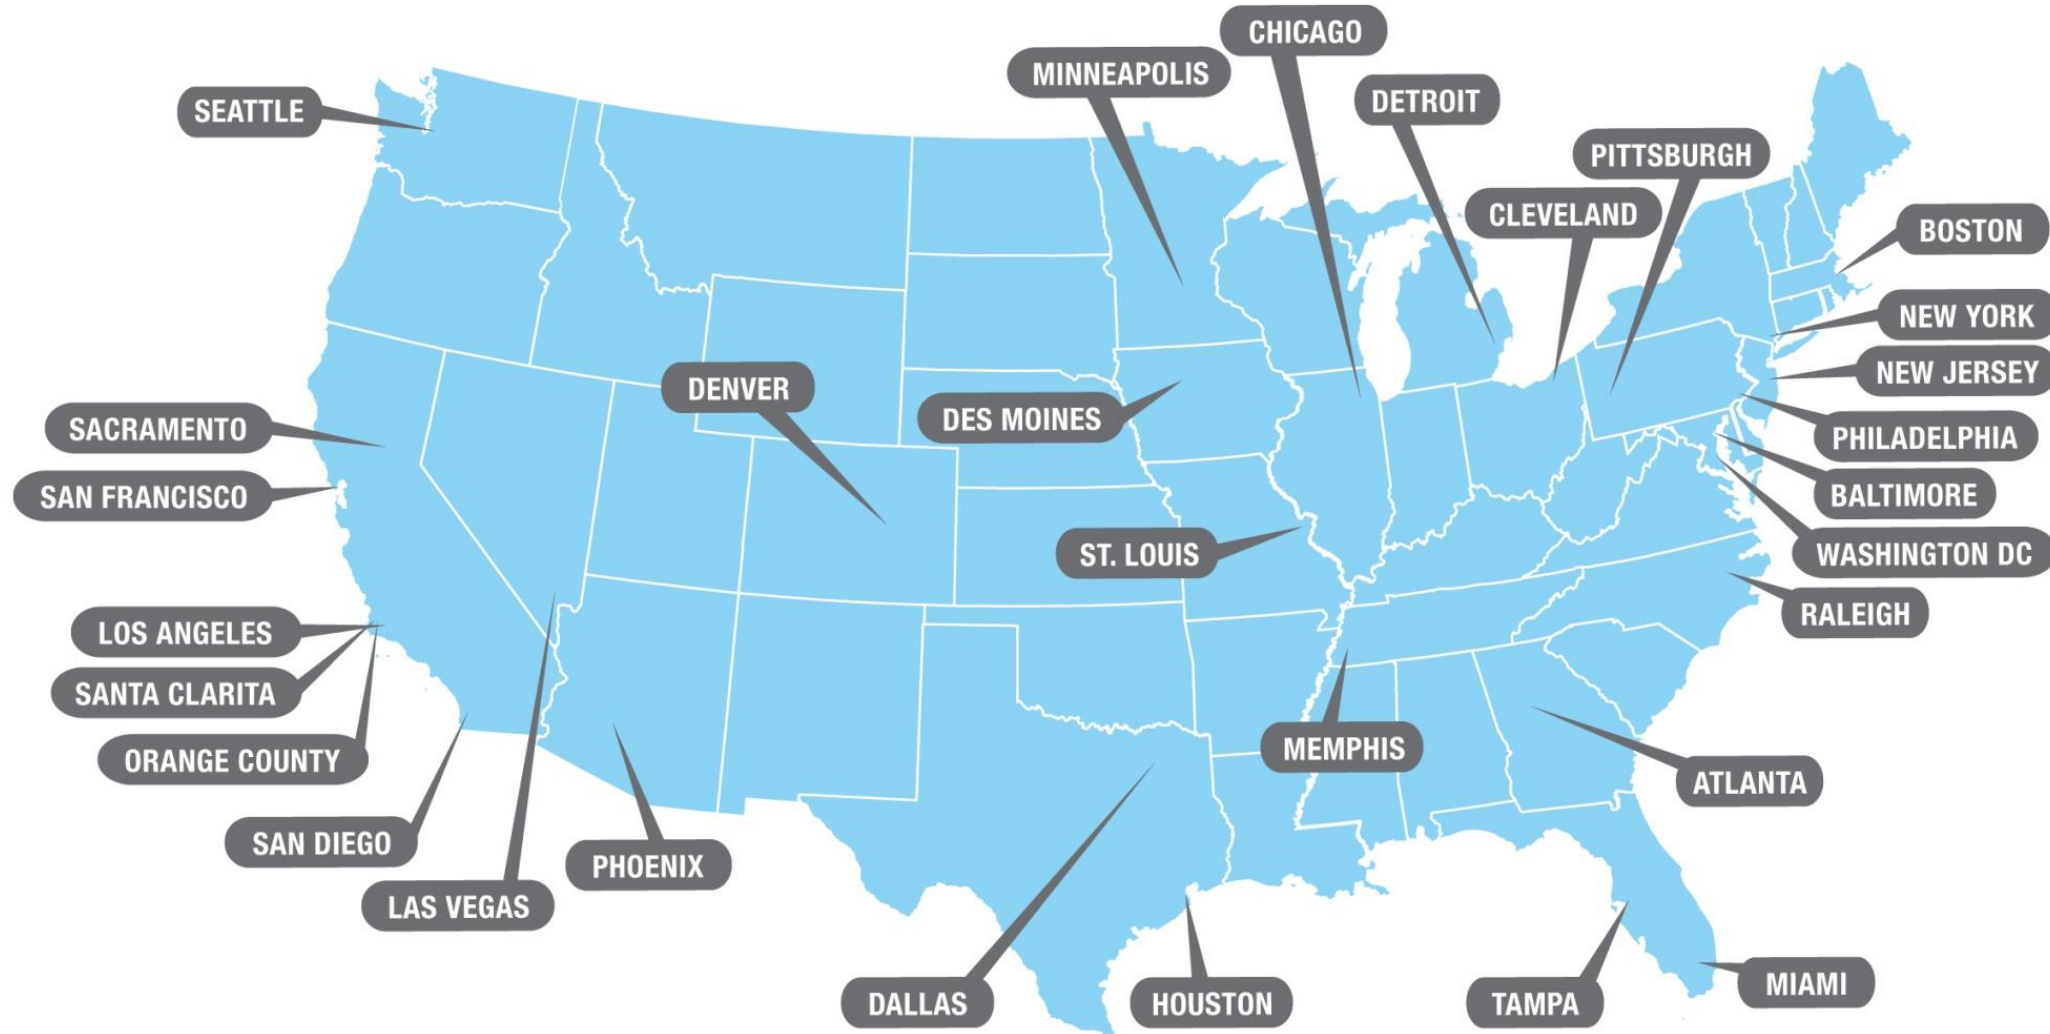 CHICAGO
MINNEAPOLIS
DETROIT
SEATTLE
PITTSBURGH
CLEVELAND
BOSTON
NEW YORK
NEW JERSEY
DENVER
DES MOINES
SACRAMENTO
PHILADELPHIA
SAN FRANCISCO
BALTIMORE
ST. LOUIS
WASHINGTON DC
RALEIGH
LOS ANGELES
SANTA CLARITA
MEMPHIS
ORANGE COUNTY
ATLANTA
SAN DIEGO
PHOENIX
LAS VEGAS
MIAMI
DALLAS
HOUSTON
TAMPA